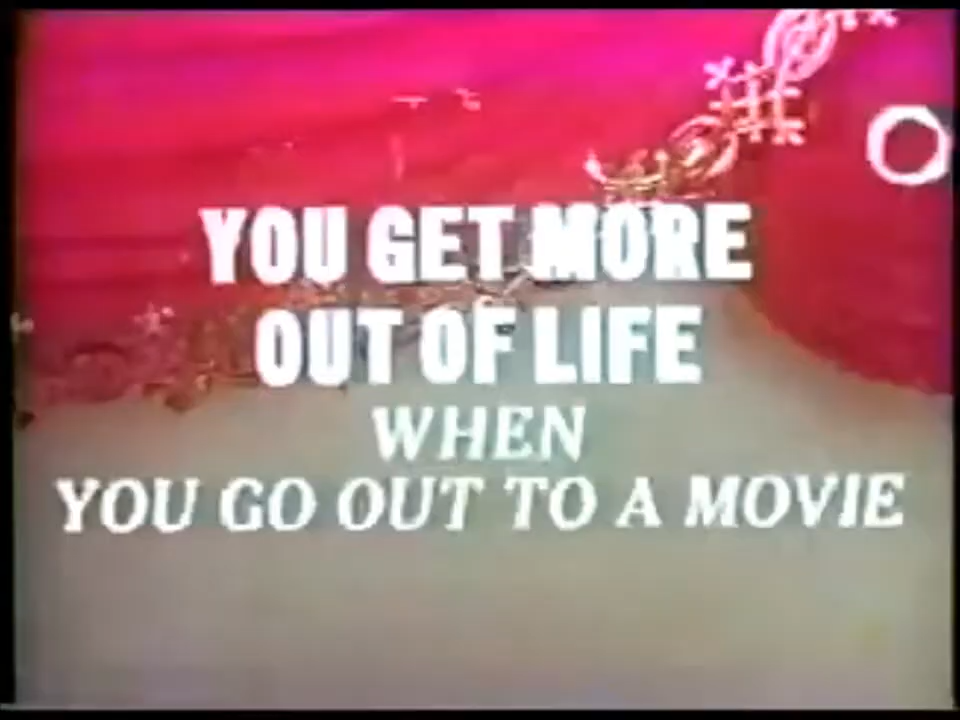 YOU GET MORE
OUT OF LIFE
WHEN
YOU GO OUT TO A MOVIE